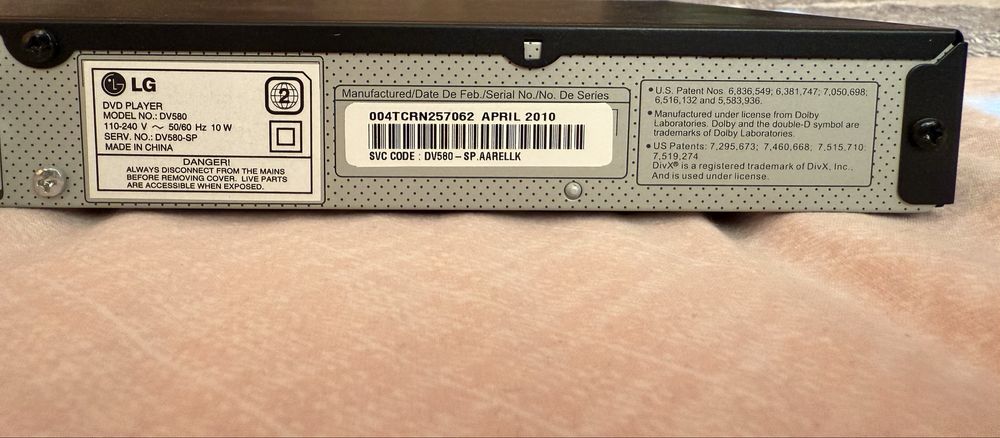 LG
DVD PLAYER
MODEL NO.: DV580
110-240 V ~ 50/60 Hz 10 W
SERV. NO.: DV580-SP
MADE IN CHINA
2
DANGER!
ALWAYS DISCONNECT FROM THE MAINS
BEFORE REMOVING COVER. LIVE PARTS
ARE ACCESSIBLE WHEN EXPOSED.
Manufactured/Date De Feb./Serial No./No. De Series
004TCRN257062 APRIL 2010
SVC CODE : DV580-SP.AARELLK
• U.S. Patent Nos. 6,836,549; 6,381,747; 7,050,698;
6,516,132 and 5,583,936.
• Manufactured under license from Dolby
Laboratories. Dolby and the double-D symbol are
trademarks of Dolby Laboratories.
• US Patents: 7,295,673; 7,460,668; 7,515,710;
7,519,274
DivX® is a registered trademark of DivX, Inc.,
And is used under license.